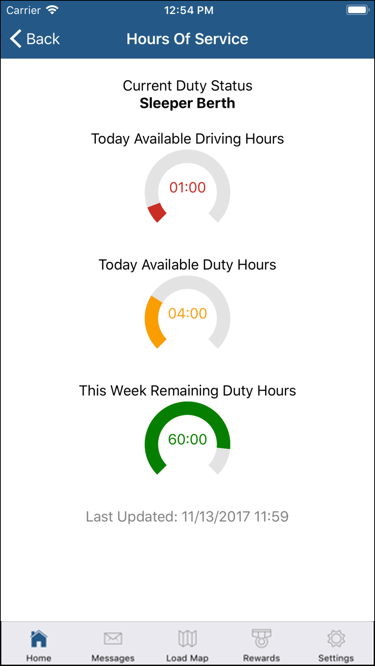 Carrier 12:54 PM
Back Hours Of Service
Current Duty Status
Sleeper Berth
Today Available Driving Hours
01:00
Today Available Duty Hours
04:00
This Week Remaining Duty Hours
60:00
Last Updated: 11/13/2017 11:59
Home Messages Load Map Rewards Settings